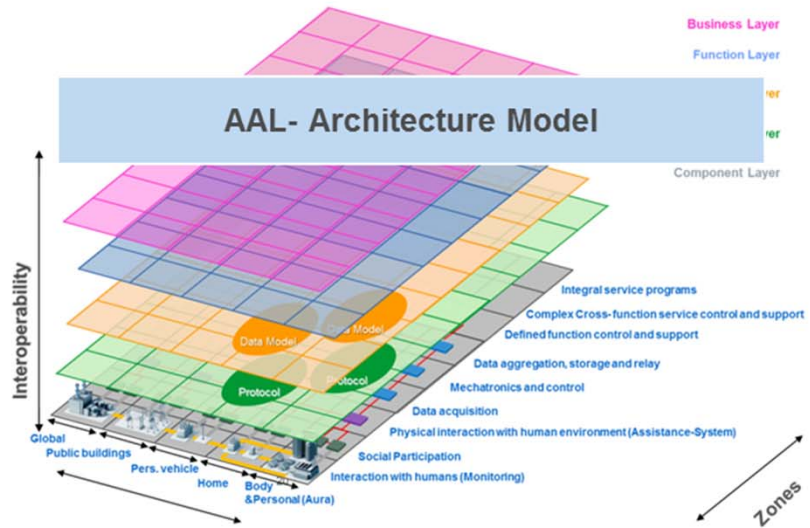 Business Layer
Function Layer
AAL- Architecture Model
Component Layer
Interoperability
Data Model
Data Model
Protocol
Protocol
Integral service programs
Complex Cross-function service control and support
Defined function control and support
Data aggregation, storage and relay
Mechatronics and control
Data acquisition
Physical interaction with human environment (Assistance-System)
Social Participation
Interaction with humans (Monitoring)
Global
Public buildings
Pers. vehicle
Home
Body
&Personal (Aura)
Zones